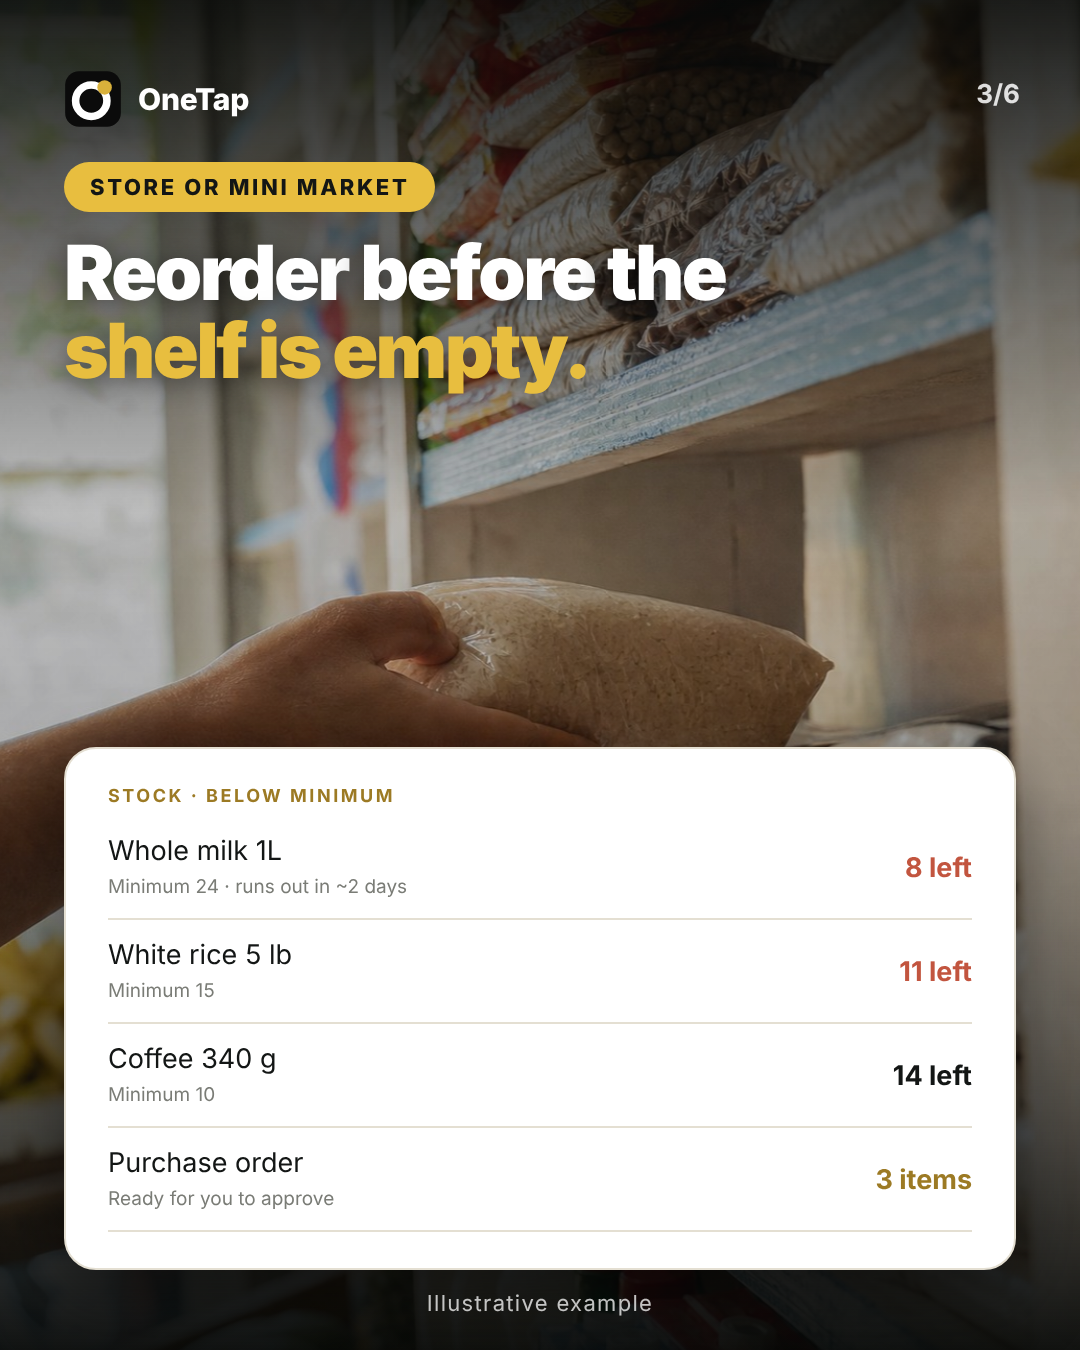 OneTap
3/6
STORE OR MINI MARKET
Reorder before the
shelf is empty.
STOCK · BELOW MINIMUM
Whole milk 1L
8 left
Minimum 24 · runs out in ~2 days
White rice 5 lb
11 left
Minimum 15
Coffee 340 g
14 left
Minimum 10
Purchase order
3 items
Ready for you to approve
Illustrative example